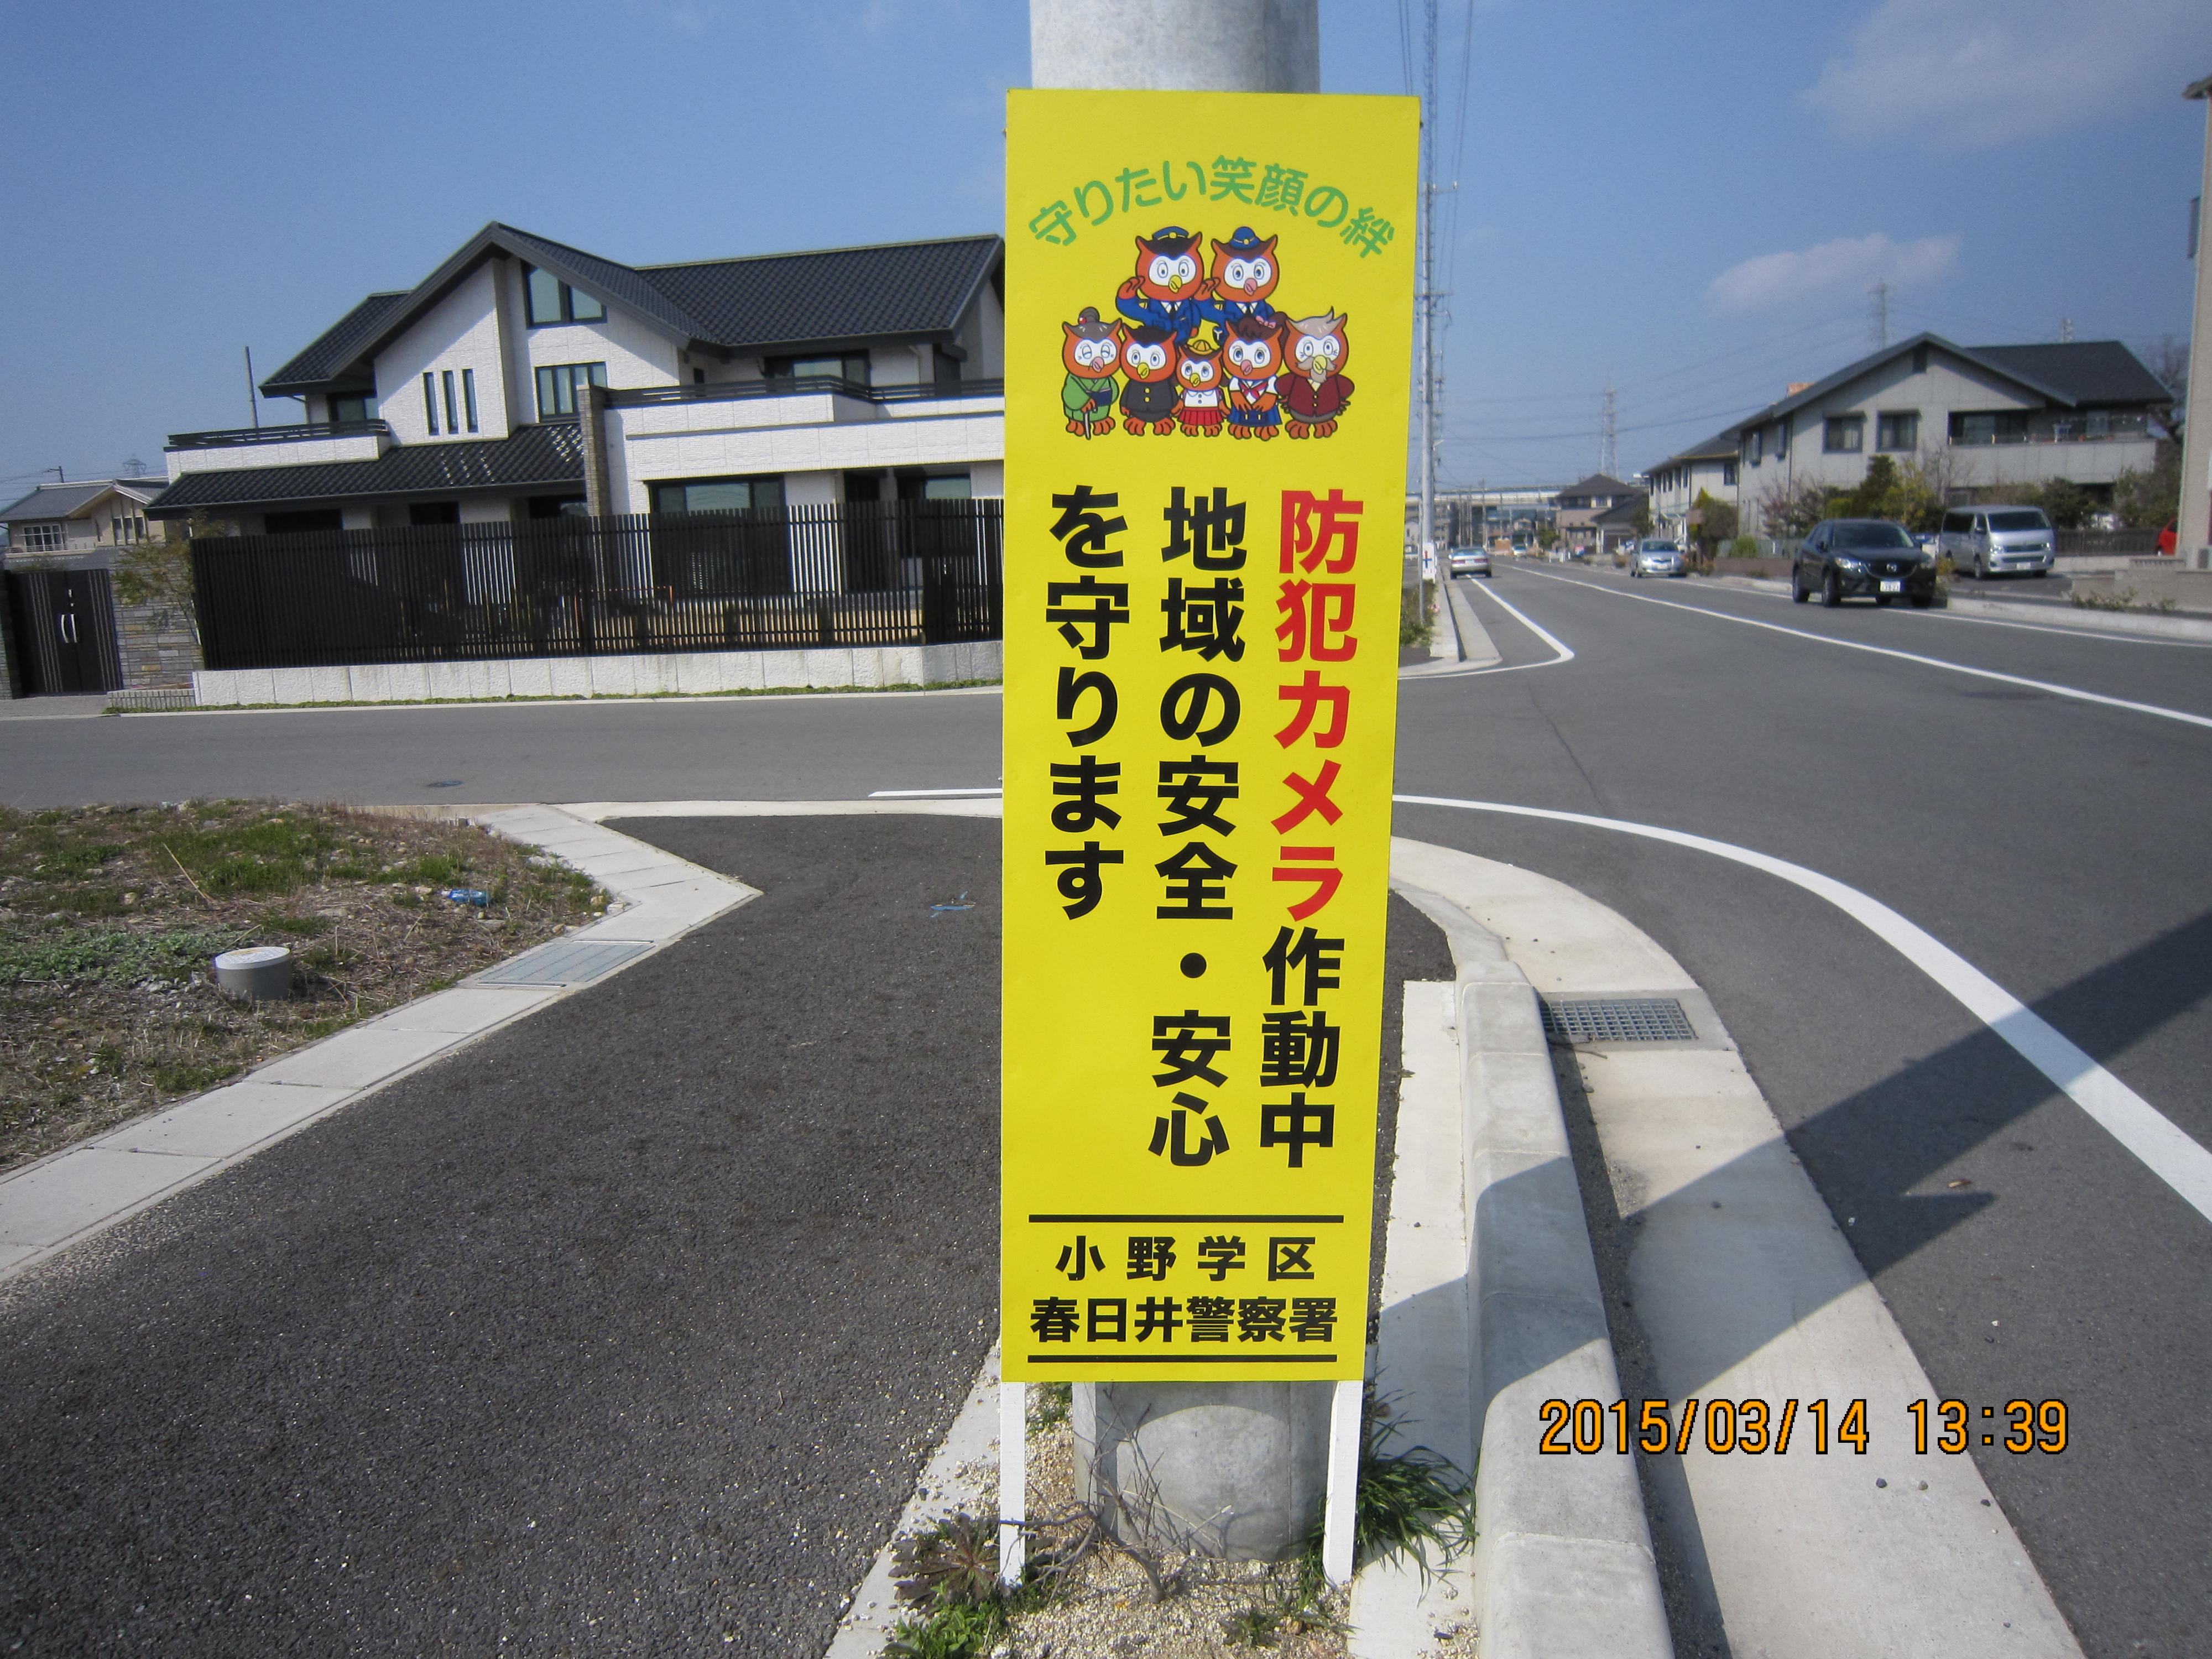 守りたい笑顔の絆
防犯カメラ作動中
地域の安全・安心
を守ります
小野学区
春日井警察署
2015/03/14 13:39